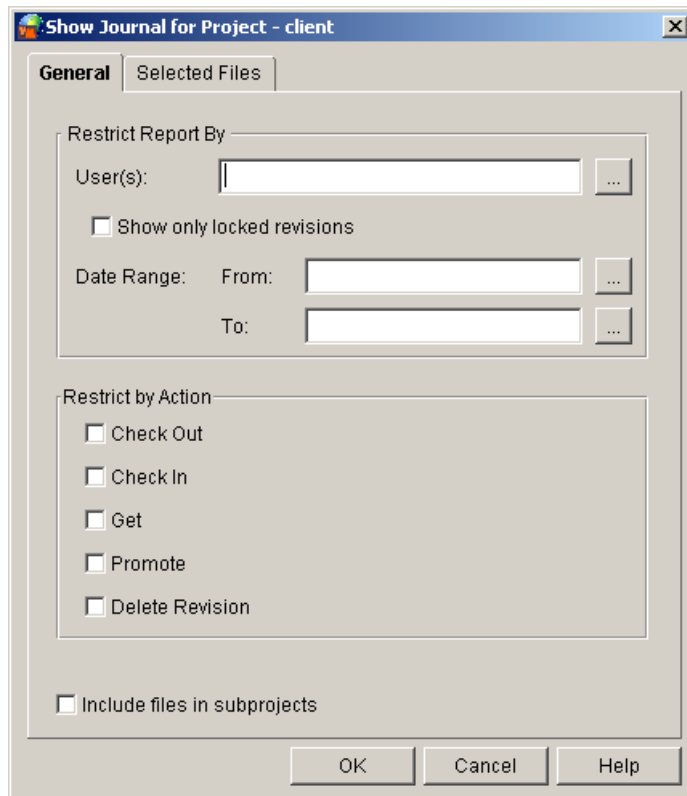 Show Journal for Project - client
General Selected Files
Restrict Report By
User(s): ...
Show only locked revisions
Date Range: From: ...
To: ...
Restrict by Action
Check Out
Check In
Get
Promote
Delete Revision
Include files in subprojects
OK Cancel Help